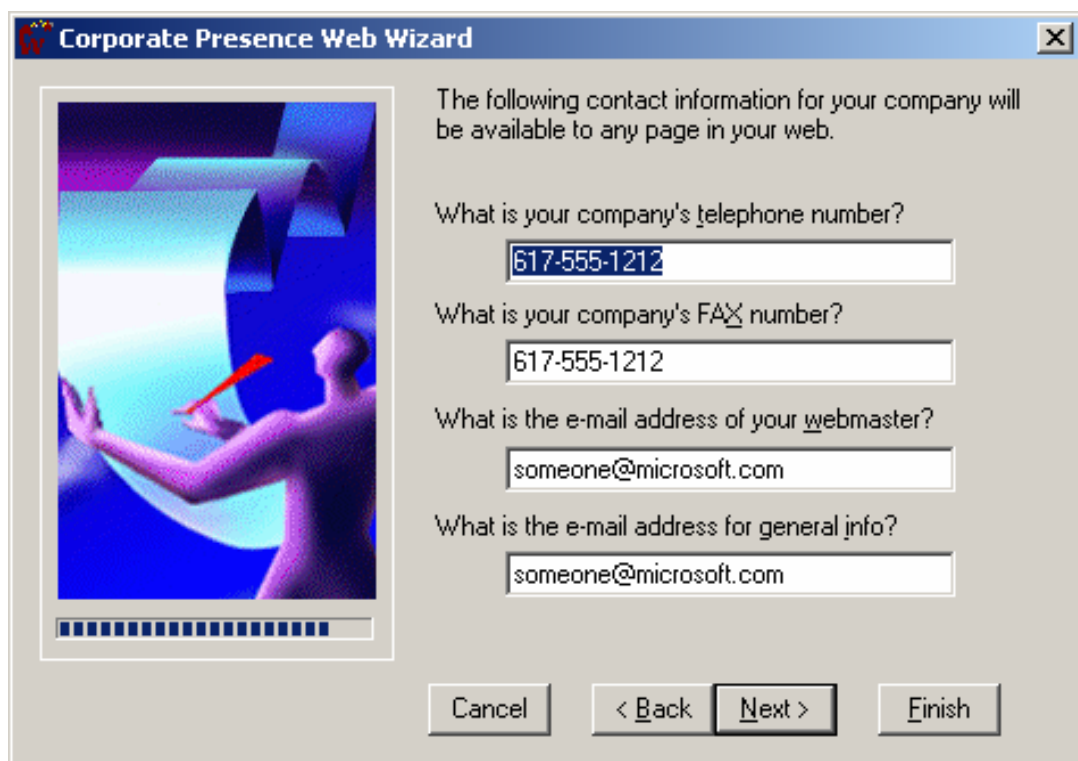 Corporate Presence Web Wizard
The following contact information for your company will
be available to any page in your web.
What is your company's telephone number?
617-555-1212
What is your company's FAX number?
617-555-1212
What is the e-mail address of your webmaster?
someone@microsoft.com
What is the e-mail address for general info?
someone@microsoft.com
Cancel < Back Next > Finish